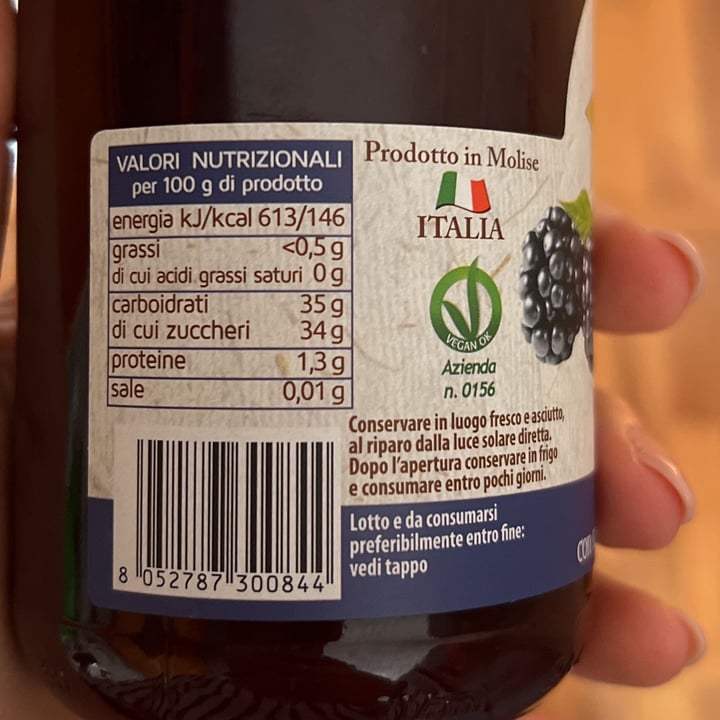 VALORI NUTRIZIONALI
per 100 g di prodotto
energia kJ/kcal 613/146
grassi <0,5 g
di cui acidi grassi saturi 0 g
carboidrati 35 g
di cui zuccheri 34 g
proteine 1,3 g
sale 0,01 g
Prodotto in Molise
ITALIA
VEGAN OK
Azienda
n. 0156
Conservare in luogo fresco e asciutto,
al riparo dalla luce solare diretta.
Dopo l'apertura conservare in frigo
e consumare entro pochi giorni.
Lotto e da consumarsi
preferibilmente entro fine:
vedi tappo
8 052787 300844